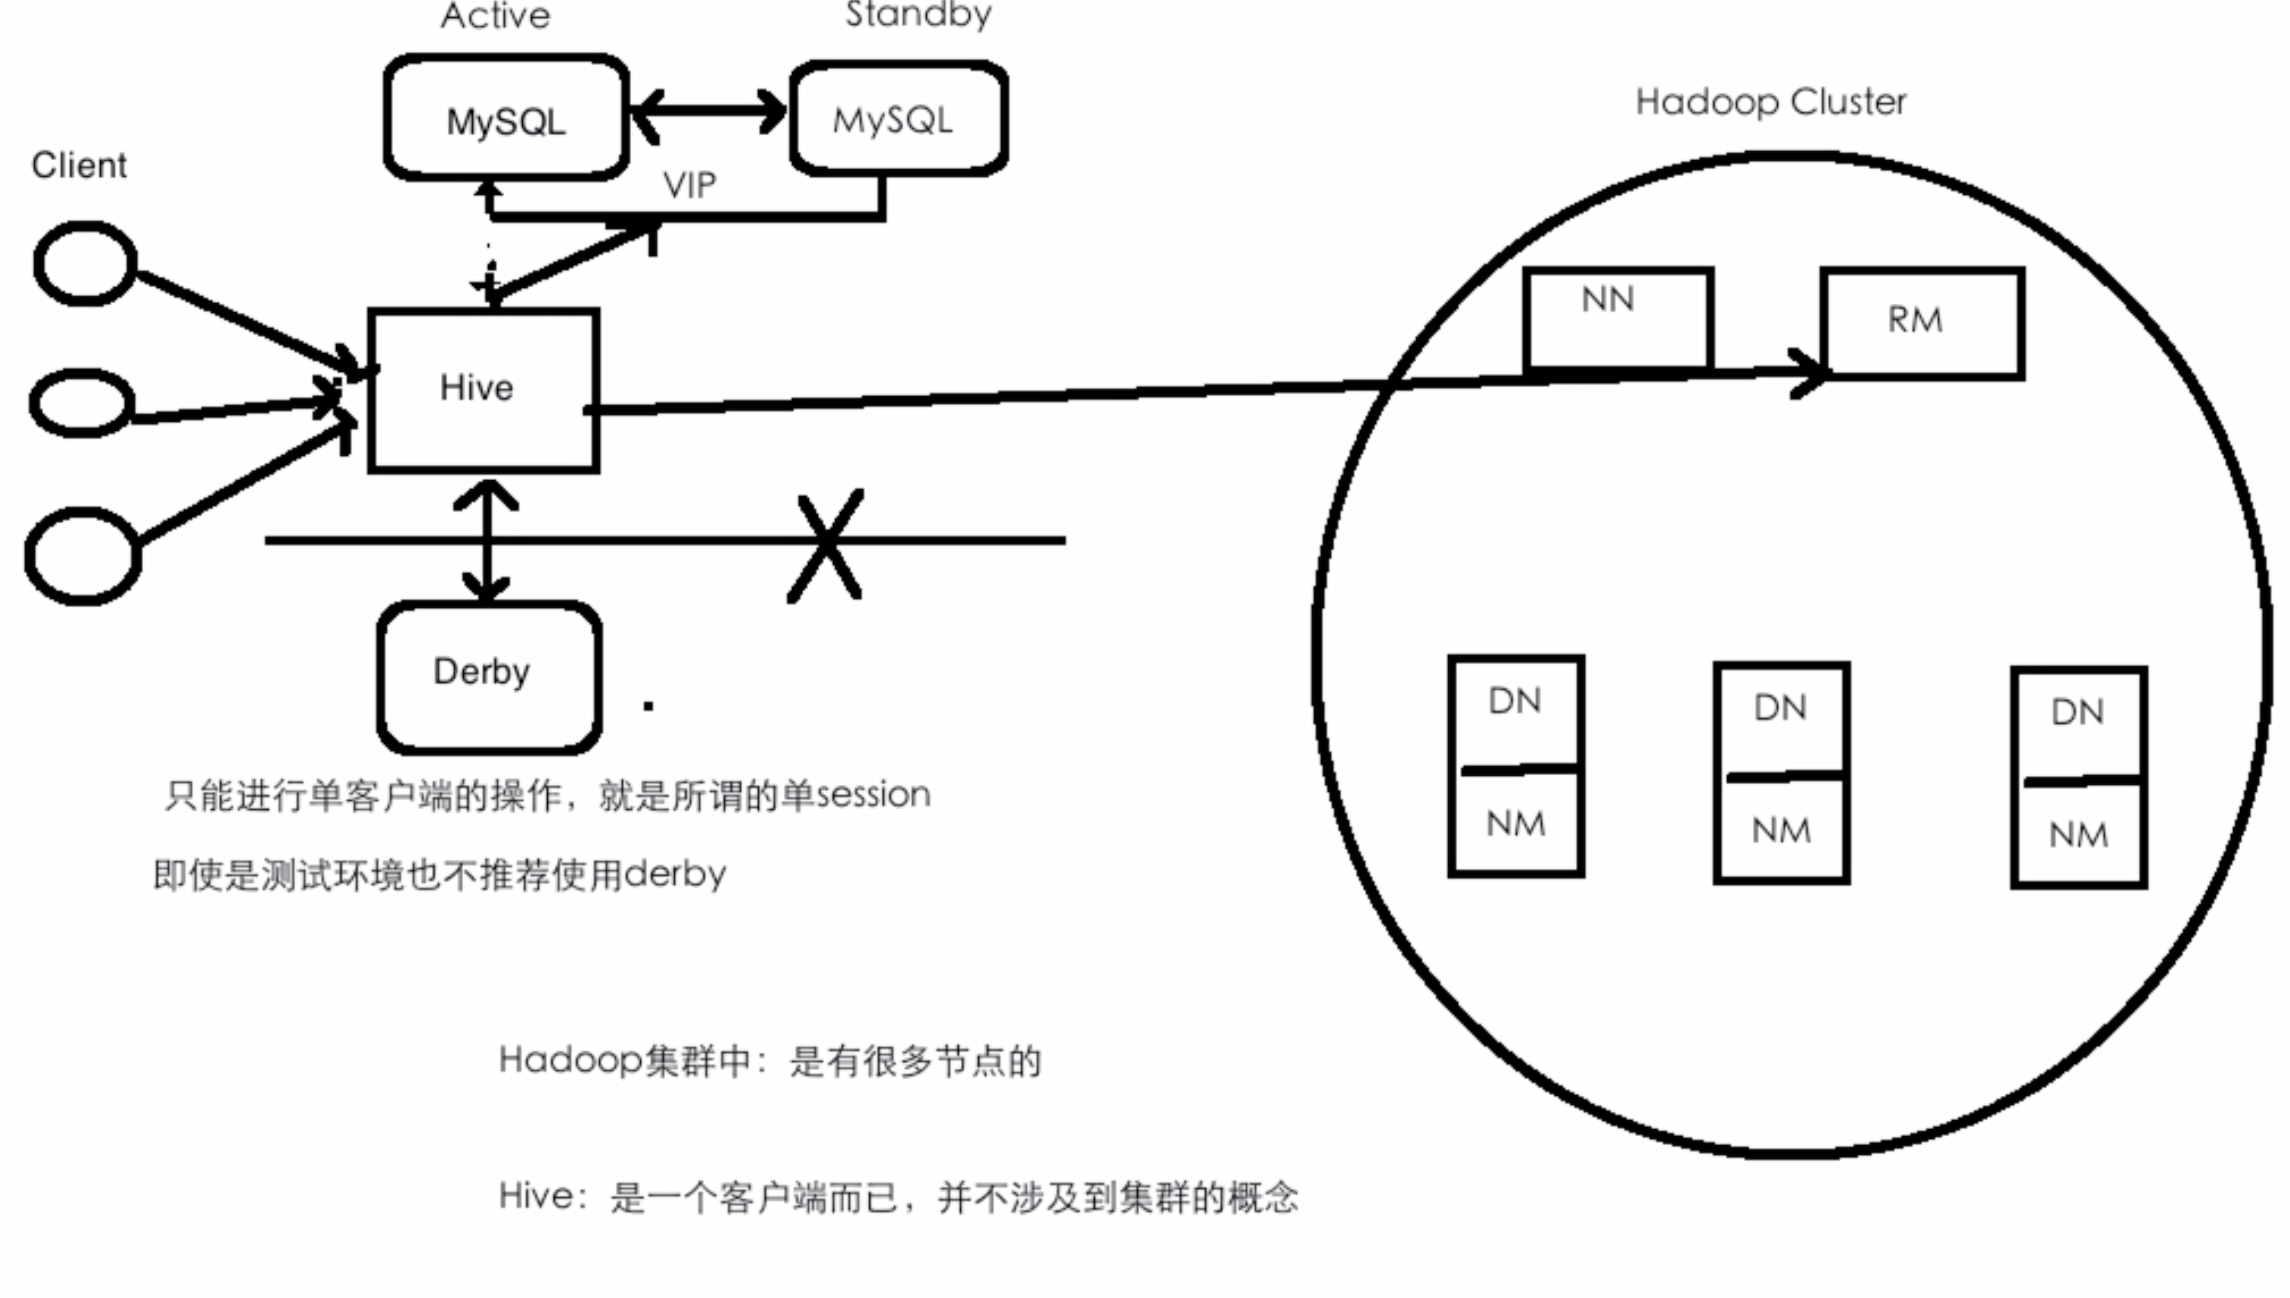 Active
Standby
MySQL
MySQL
Hadoop Cluster
Client
VIP
NN
RM
Hive
Derby
DN
DN
DN
NM
NM
NM
只能进行单客户端的操作，就是所谓的单session
即使是测试环境也不推荐使用derby
Hadoop集群中：是有很多节点的
Hive：是一个客户端而已，并不涉及到集群的概念